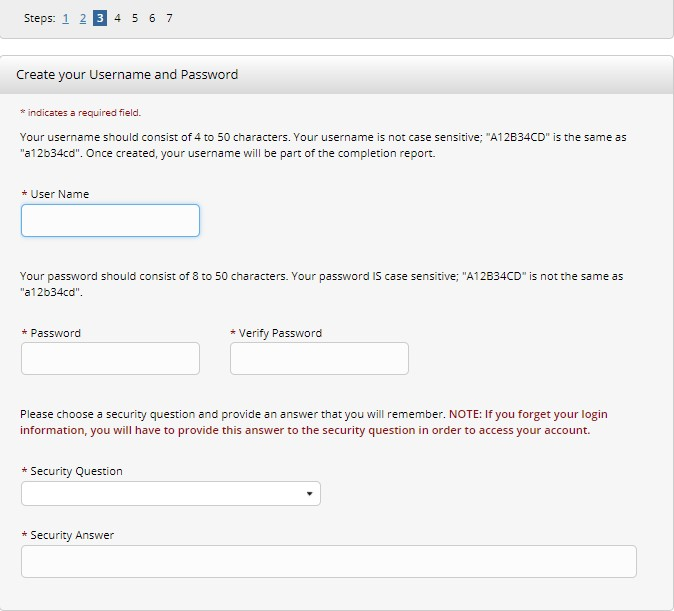 Steps: 1 2 3 4 5 6 7
Create your Username and Password
* indicates a required field.
Your username should consist of 4 to 50 characters. Your username is not case sensitive; "A12B34CD" is the same as
"a12b34cd". Once created, your username will be part of the completion report.
* User Name
Your password should consist of 8 to 50 characters. Your password IS case sensitive; "A12B34CD" is not the same as
"a12b34cd".
* Password * Verify Password
Please choose a security question and provide an answer that you will remember. NOTE: If you forget your login
information, you will have to provide this answer to the security question in order to access your account.
* Security Question
* Security Answer